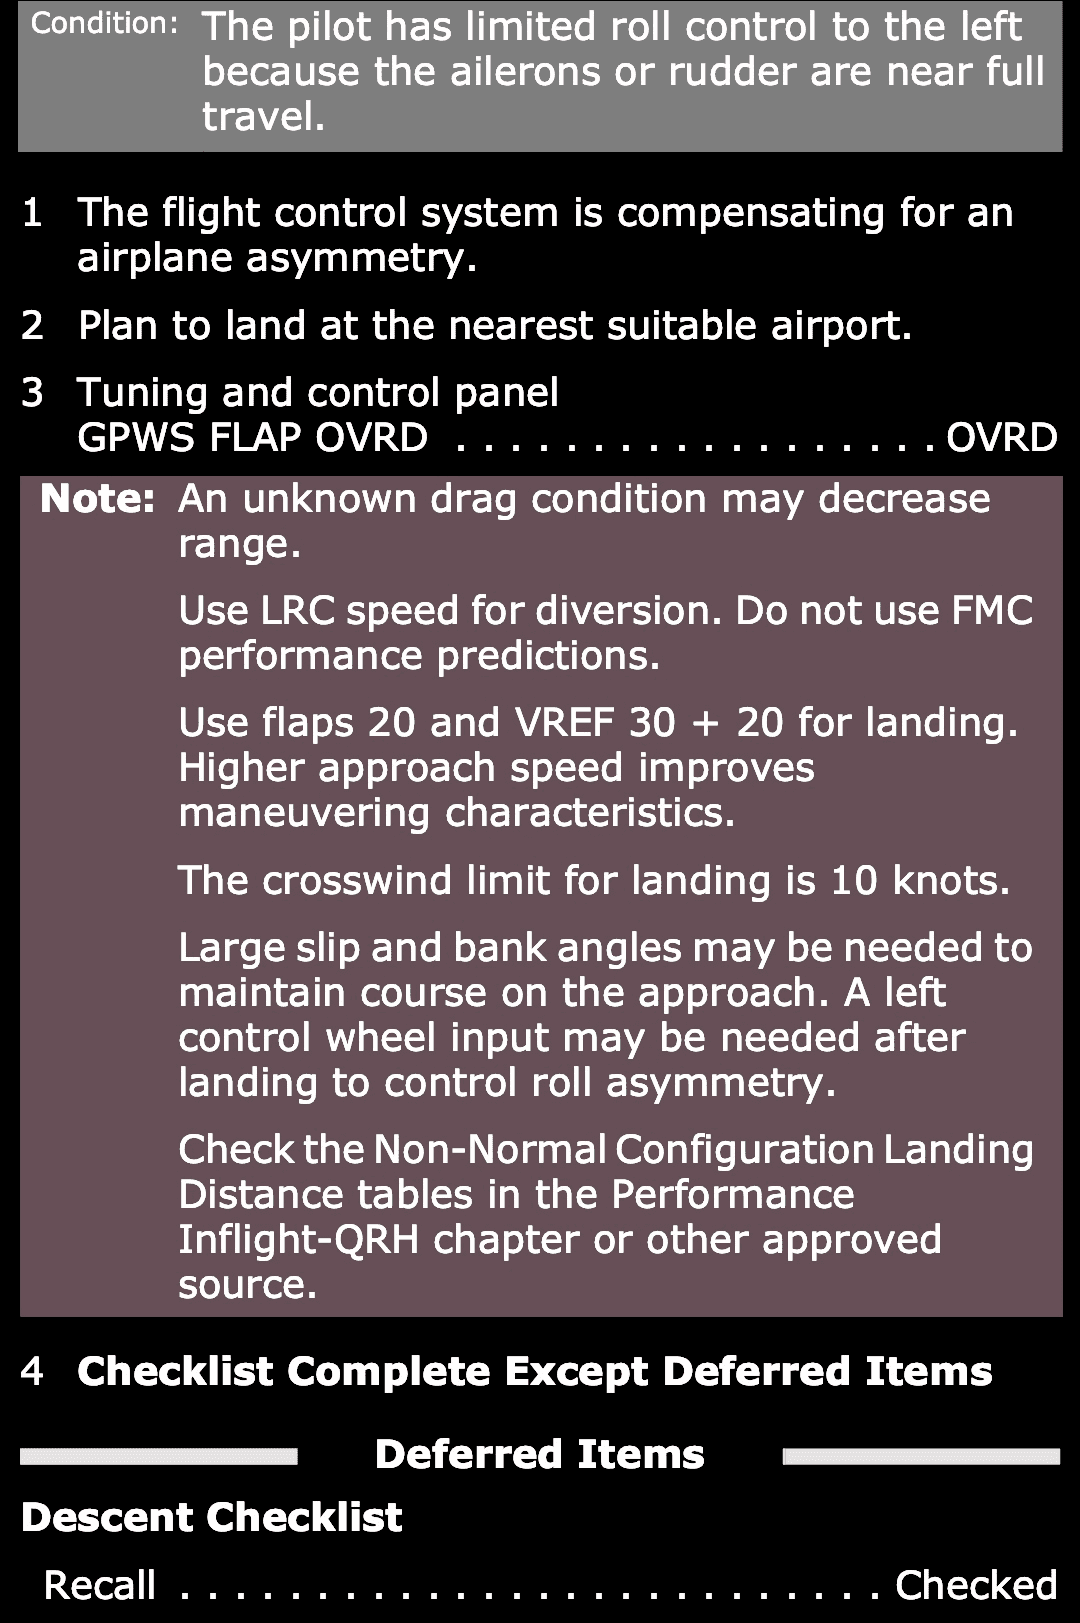 Condition: The pilot has limited roll control to the left
because the ailerons or rudder are near full
travel.
1 The flight control system is compensating for an
airplane asymmetry.
2 Plan to land at the nearest suitable airport.
3 Tuning and control panel
GPWS FLAP OVRD . . . . . . . . . . . . . . . . . . OVRD
Note: An unknown drag condition may decrease
range.
Use LRC speed for diversion. Do not use FMC
performance predictions.
Use flaps 20 and VREF 30 + 20 for landing.
Higher approach speed improves
maneuvering characteristics.
The crosswind limit for landing is 10 knots.
Large slip and bank angles may be needed to
maintain course on the approach. A left
control wheel input may be needed after
landing to control roll asymmetry.
Check the Non-Normal Configuration Landing
Distance tables in the Performance
Inflight-QRH chapter or other approved
source.
4 Checklist Complete Except Deferred Items
Deferred Items
Descent Checklist
Recall . . . . . . . . . . . . . . . . . . . . . . . . . . Checked